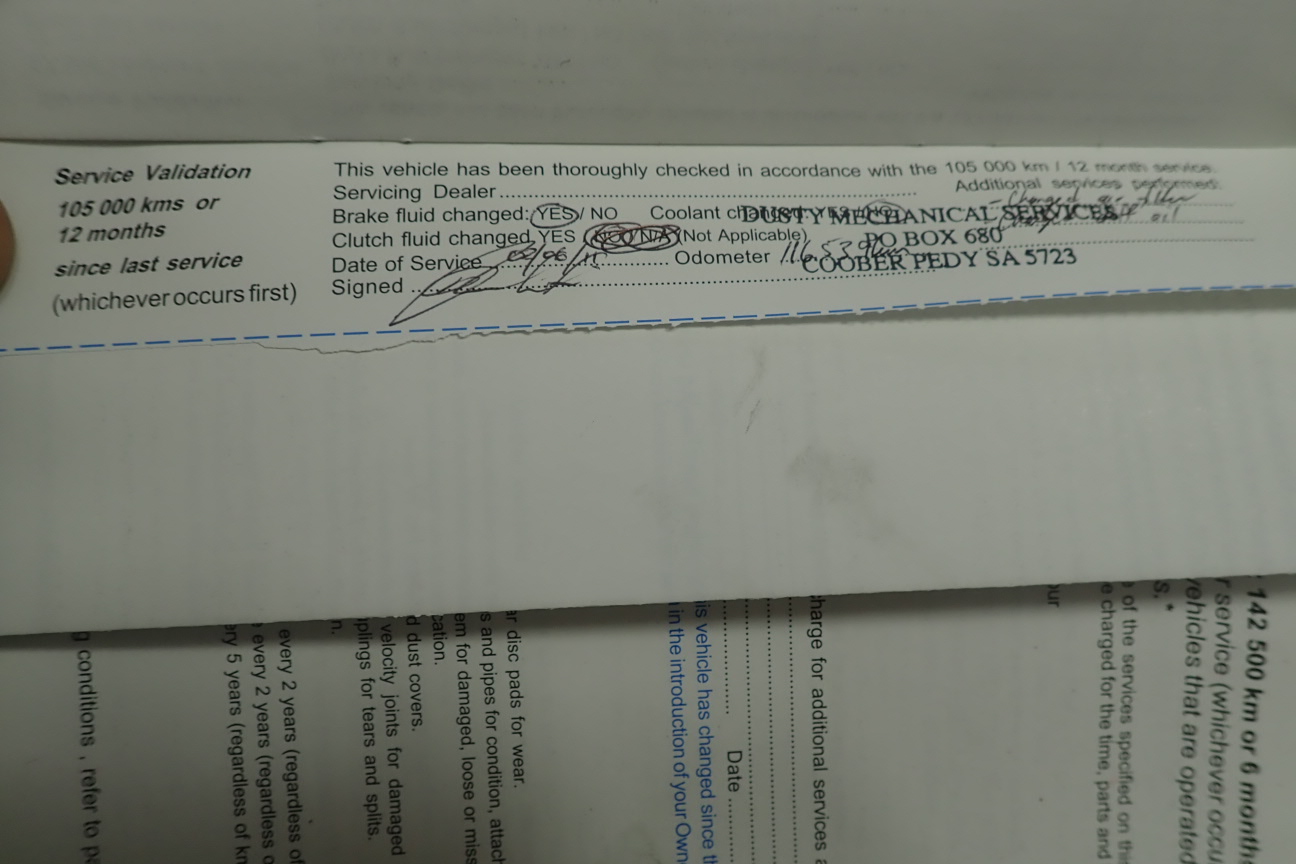 Service Validation
105 000 kms or
12 months
since last service
(whichever occurs first)
This vehicle has been thoroughly checked in accordance with the 105 000 km / 12 month service.
Servicing Dealer
Additional services performed:
Brake fluid changed: YES / NO Coolant
DUSTY MECHANICAL SERVICES
Clutch fluid changed YES / NO / N/A (Not Applicable)
PO BOX 680
Date of Service Odometer
COOBER PEDY SA 5723
Signed
142 500 km or 6 month
r service (whichever occu
vehicles that are operate
s. *
e of the services specified on th
e charged for the time, parts and
our
harge for additional services
Date
is vehicle has changed since t
in the introduction of your Own
ar disc pads for wear.
s and pipes for condition, attach
em for damaged, loose or miss
cation.
d dust covers.
velocity joints for damaged
plings for tears and splits.
n.
every 2 years (regardless of
every 2 years (regardless o
ery 5 years (regardless of kn
g conditions , refer to pa